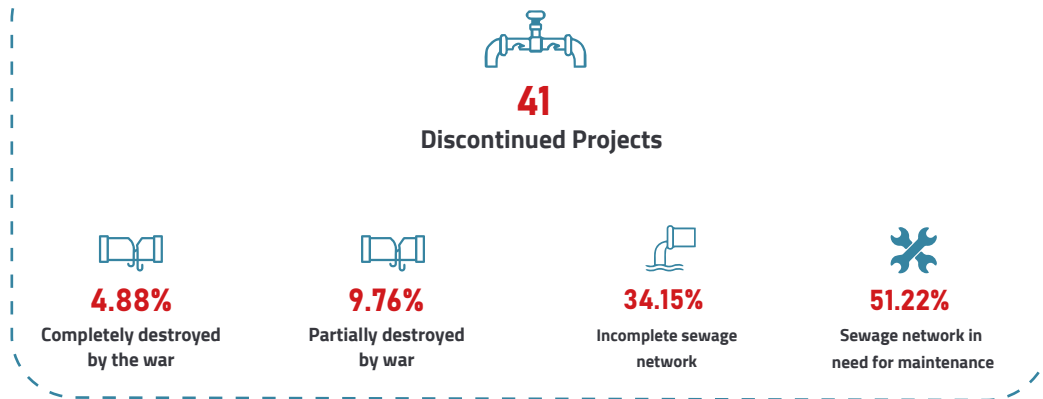 41
Discontinued Projects
4.88%
Completely destroyed
by the war
9.76%
Partially destroyed
by war
34.15%
Incomplete sewage
network
51.22%
Sewage network in
need for maintenance